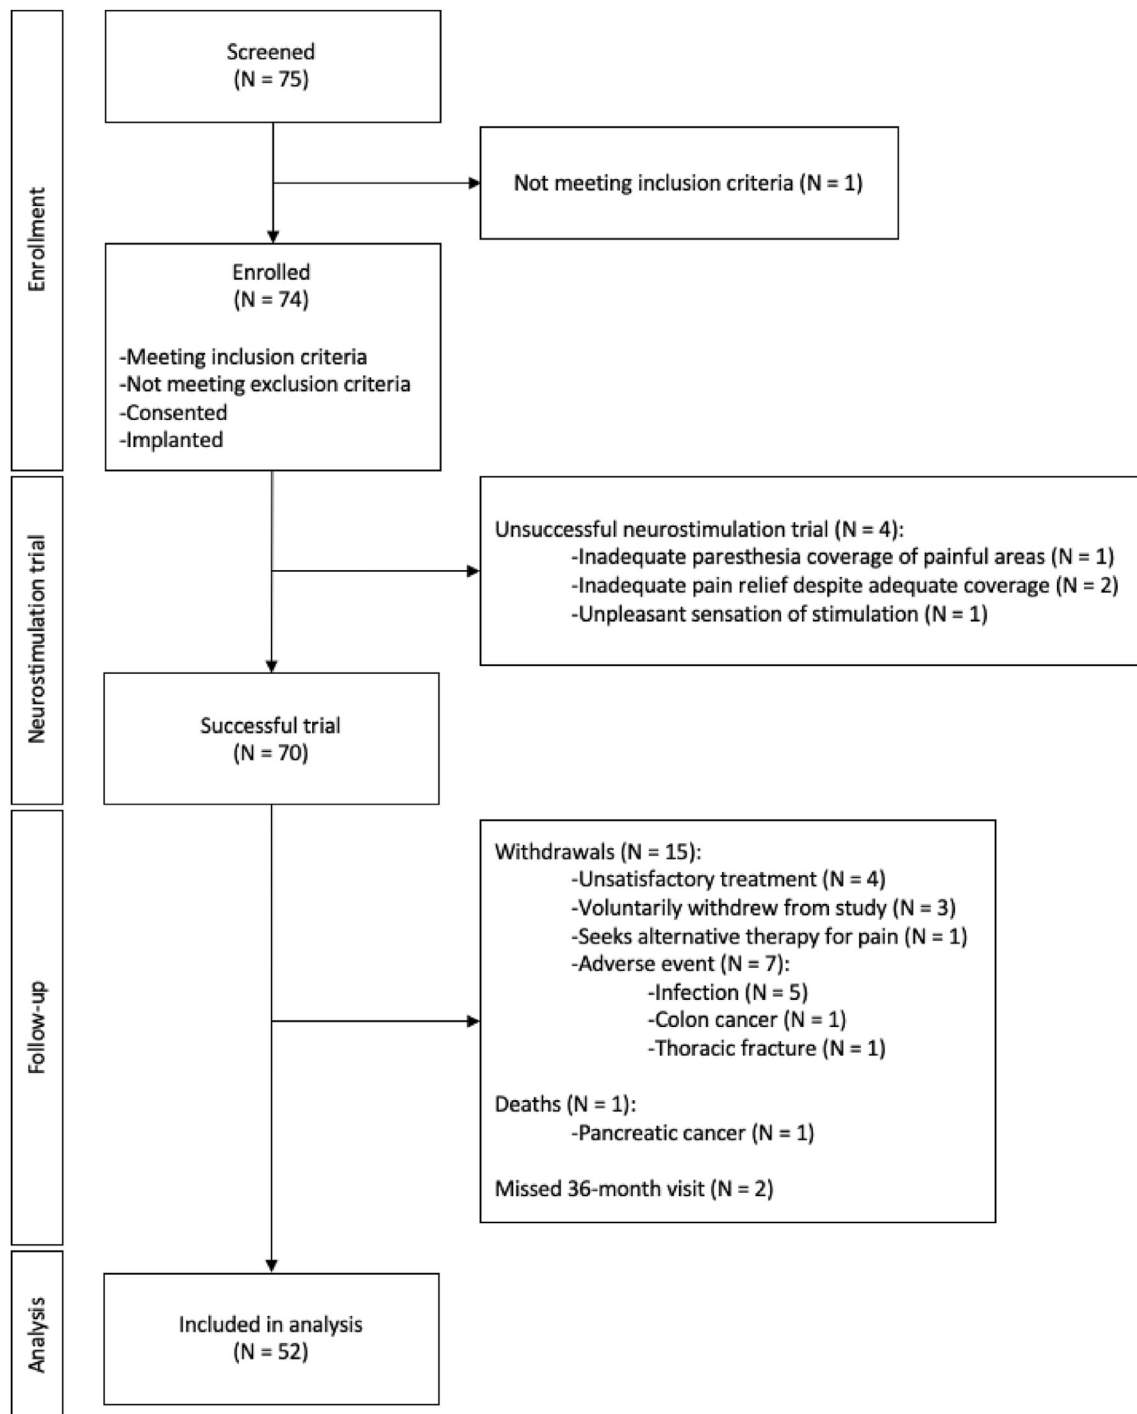 Enrollment
Screened
(N = 75)
Not meeting inclusion criteria (N = 1)
Enrolled
(N = 74)
-Meeting inclusion criteria
-Not meeting exclusion criteria
-Consented
-Implanted
Neurostimulation trial
Unsuccessful neurostimulation trial (N = 4):
-Inadequate paresthesia coverage of painful areas (N = 1)
-Inadequate pain relief despite adequate coverage (N = 2)
-Unpleasant sensation of stimulation (N = 1)
Successful trial
(N = 70)
Follow-up
Withdrawals (N = 15):
-Unsatisfactory treatment (N = 4)
-Voluntarily withdrew from study (N = 3)
-Seeks alternative therapy for pain (N = 1)
-Adverse event (N = 7):
-Infection (N = 5)
-Colon cancer (N = 1)
-Thoracic fracture (N = 1)
Deaths (N = 1):
-Pancreatic cancer (N = 1)
Missed 36-month visit (N = 2)
Analysis
Included in analysis
(N = 52)